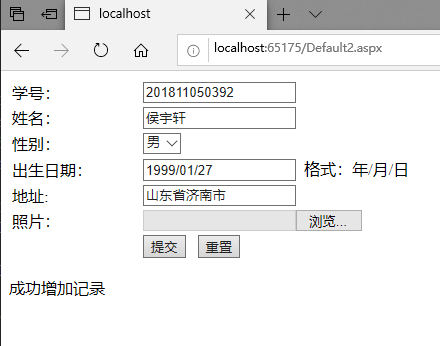 localhost
localhost:65175/Default2.aspx
学号： 201811050392
姓名： 侯宇轩
性别： 男
出生日期： 1999/01/27 格式：年/月/日
地址: 山东省济南市
照片： 浏览...
提交 重置
成功增加记录